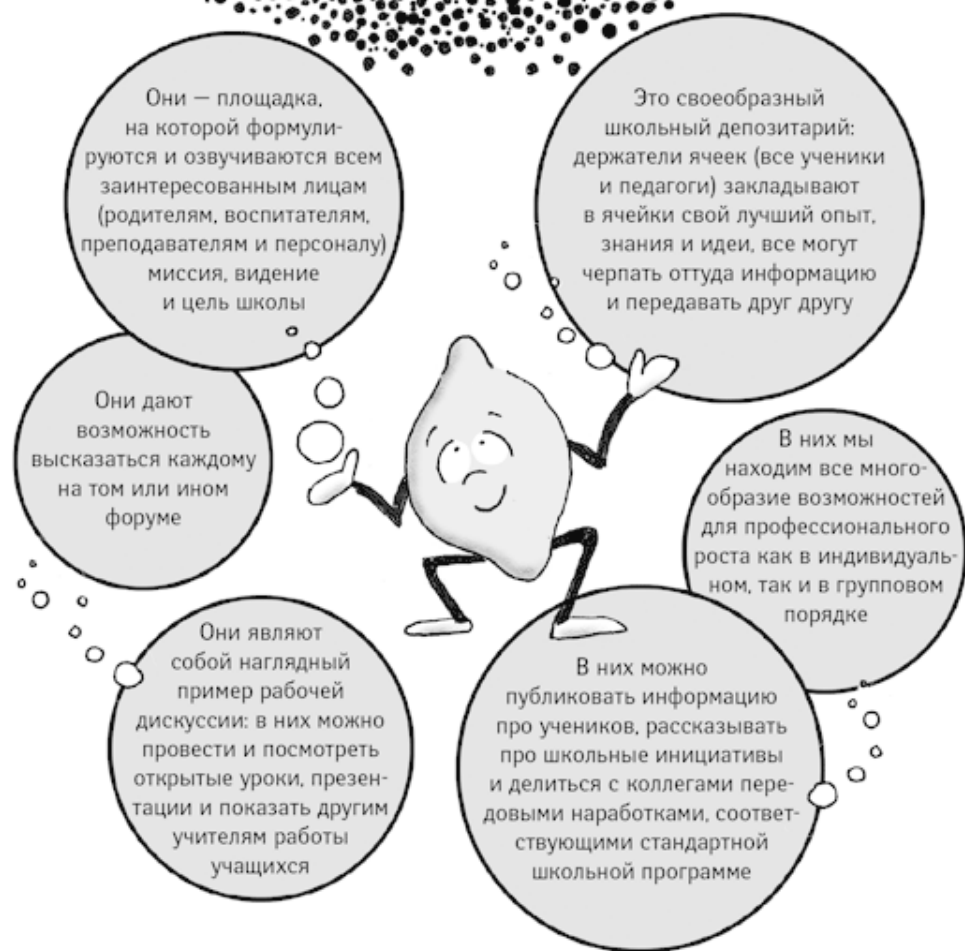 Они — площадка,
на которой формули-
руются и озвучиваются всем
заинтересованным лицам
(родителям, воспитателям,
преподавателям и персоналу)
миссия, видение
и цель школы
Это своеобразный
школьный депозитарий:
держатели ячеек (все ученики
и педагоги) закладывают
в ячейки свой лучший опыт,
знания и идеи, все могут
черпать оттуда информацию
и передавать друг другу
Они дают
возможность
высказаться каждому
на том или ином
форуме
В них мы
находим все много-
образие возможностей
для профессионального
роста как в индивидуаль-
ном, так и в групповом
порядке
Они являют
собой наглядный
пример рабочей
дискуссии: в них можно
провести и посмотреть
открытые уроки, презен-
тации и показать другим
учителям работы
учащихся
В них можно
публиковать информацию
про учеников, рассказывать
про школьные инициативы
и делиться с коллегами пере-
довыми наработками, соответ-
ствующими стандартной
школьной программе